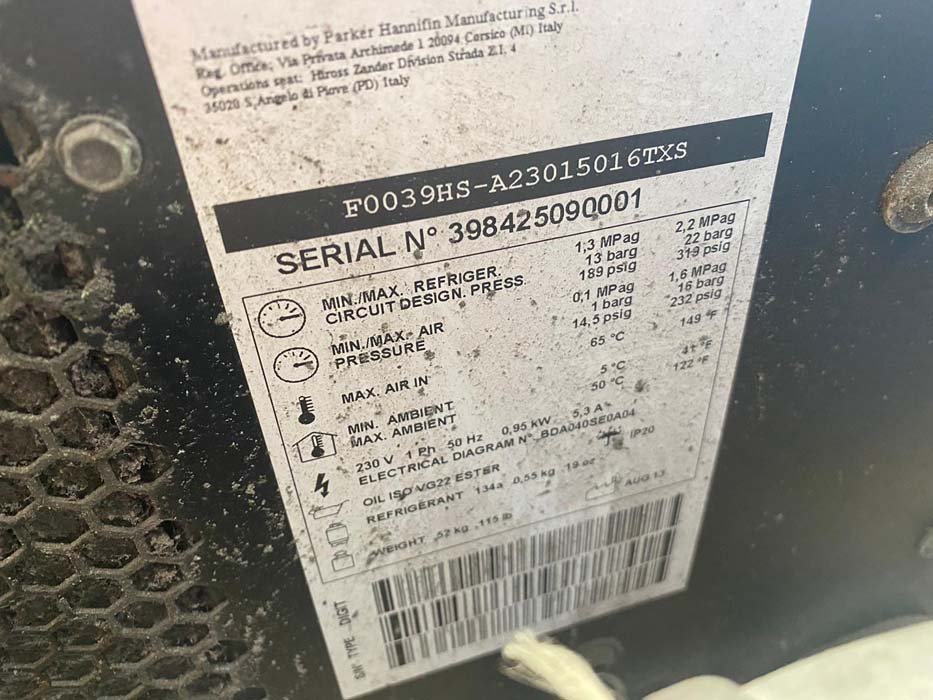 Manufactured by Parker Hannifin Manufacturing S.r.l.
Reg. Office; Via Privata Archimede 1 20094 Corsico (Mi) Italy
Operations seat: Hiross Zander Division Strada Z.I. 4
35020 S.Angelo di Piove (PD) Italy
F0039HS-A23015016TXS
SERIAL N° 398425090001
MIN./MAX. REFRIGER. 1,3 MPag 2,2 MPag
CIRCUIT DESIGN. PRESS. 13 barg 22 barg
189 psig 319 psig
MIN./MAX. AIR 0,1 MPag 1,6 MPag
PRESSURE 1 barg 16 barg
14,5 psig 232 psig
MAX. AIR IN 65 °C 149 °F
MIN. AMBIENT 5 °C 41 °F
MAX. AMBIENT 50 °C 122 °F
230 V 1 Ph 50 Hz 0,95 kW 5,3 A
ELECTRICAL DIAGRAM N° BDA040SE0A04
OIL ISO VG22 ESTER IP20
REFRIGERANT 134a 0,55 kg 19 oz
WEIGHT 52 kg 115 lb AUG 13
S/N TYPE DIGIT